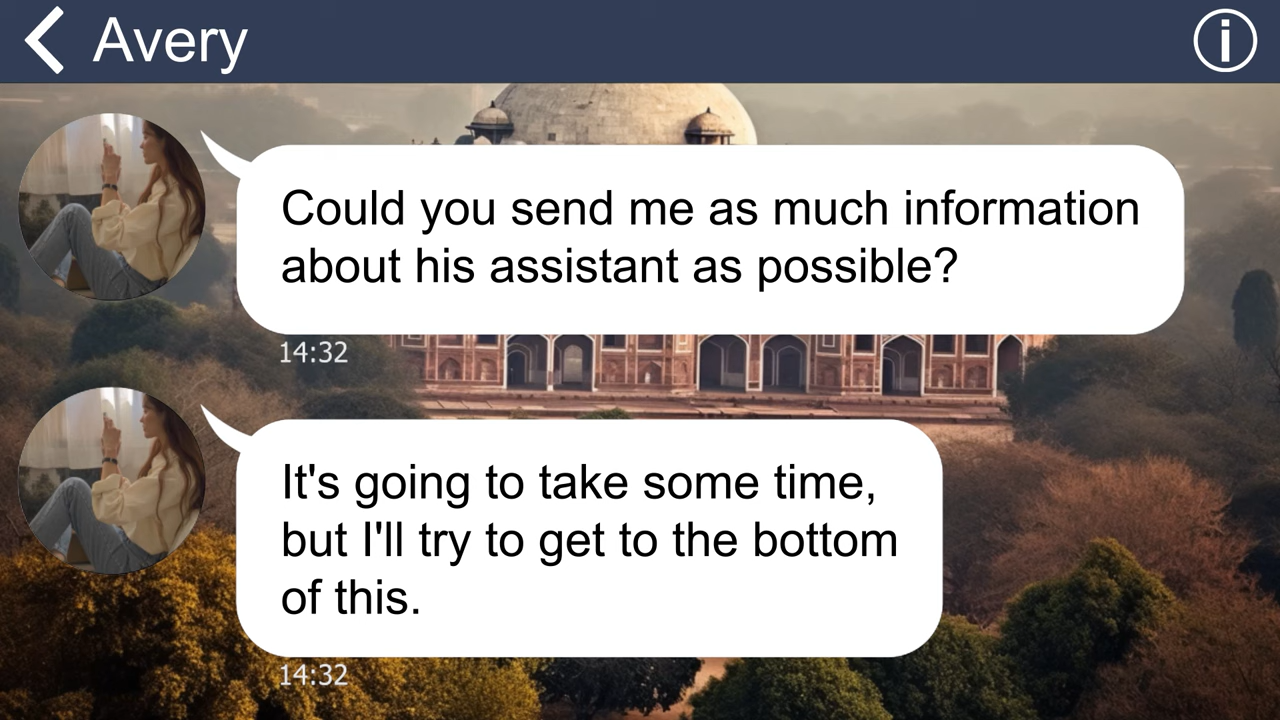 Avery
Could you send me as much information
about his assistant as possible?
14:32
It's going to take some time,
but I'll try to get to the bottom
of this.
14:32